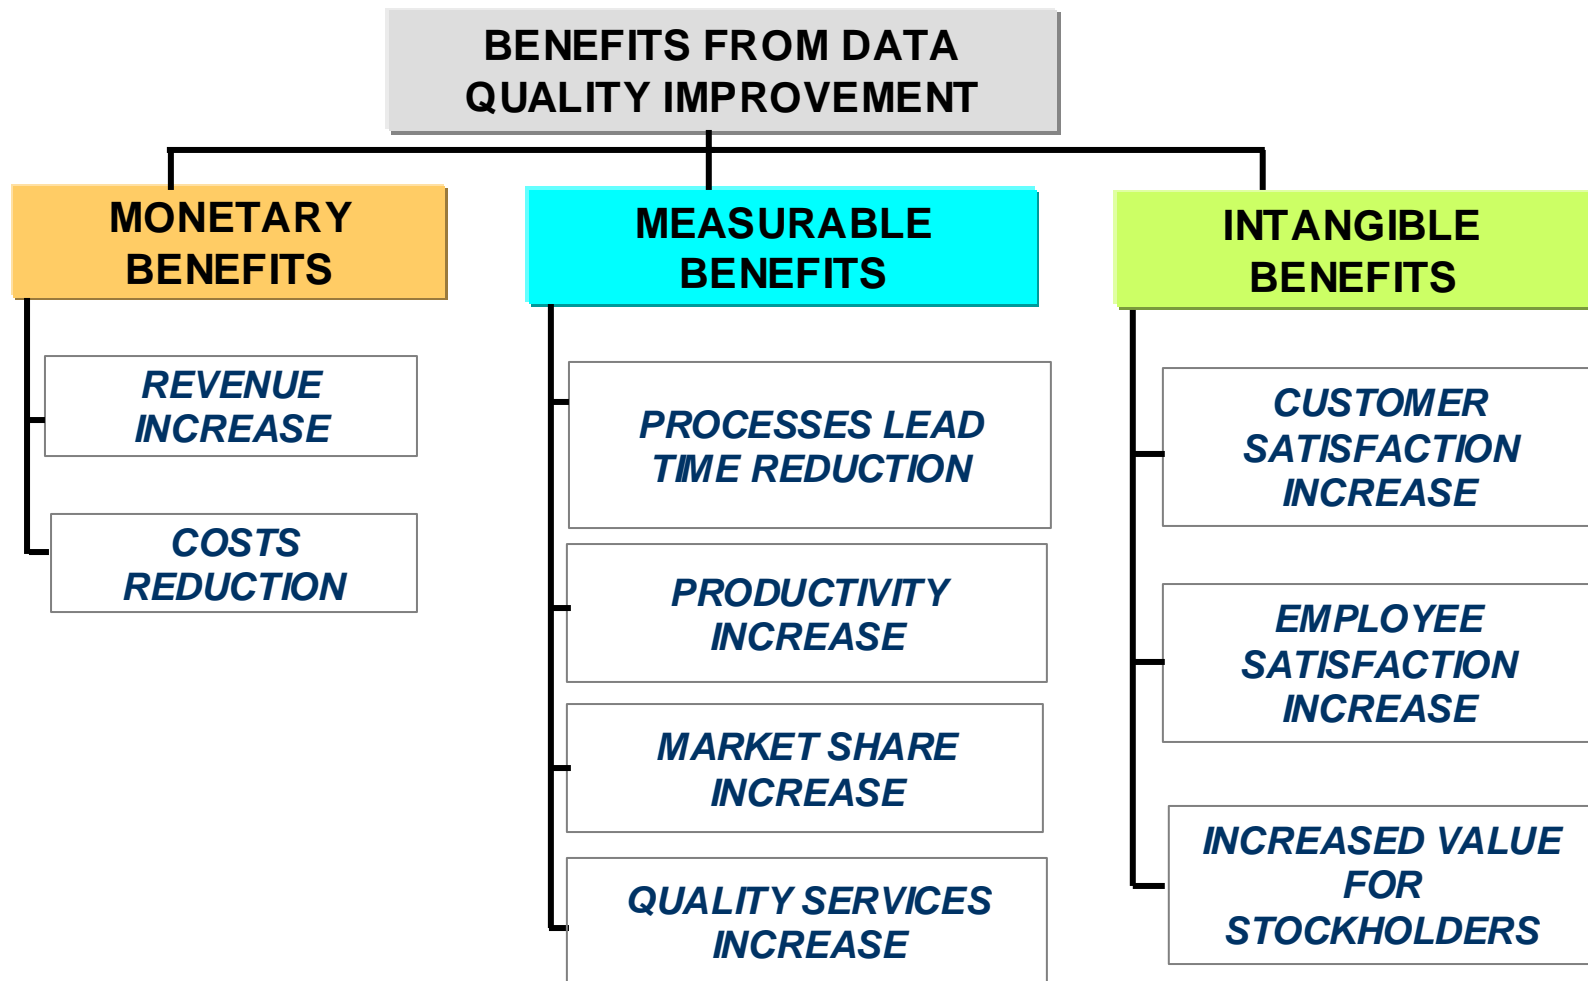 BENEFITS FROM DATA
QUALITY IMPROVEMENT
MONETARY
BENEFITS
REVENUE
INCREASE
COSTS
REDUCTION
MEASURABLE
BENEFITS
PROCESSES LEAD
TIME REDUCTION
PRODUCTIVITY
INCREASE
MARKET SHARE
INCREASE
QUALITY SERVICES
INCREASE
INTANGIBLE
BENEFITS
CUSTOMER
SATISFACTION
INCREASE
EMPLOYEE
SATISFACTION
INCREASE
INCREASED VALUE
FOR
STOCKHOLDERS